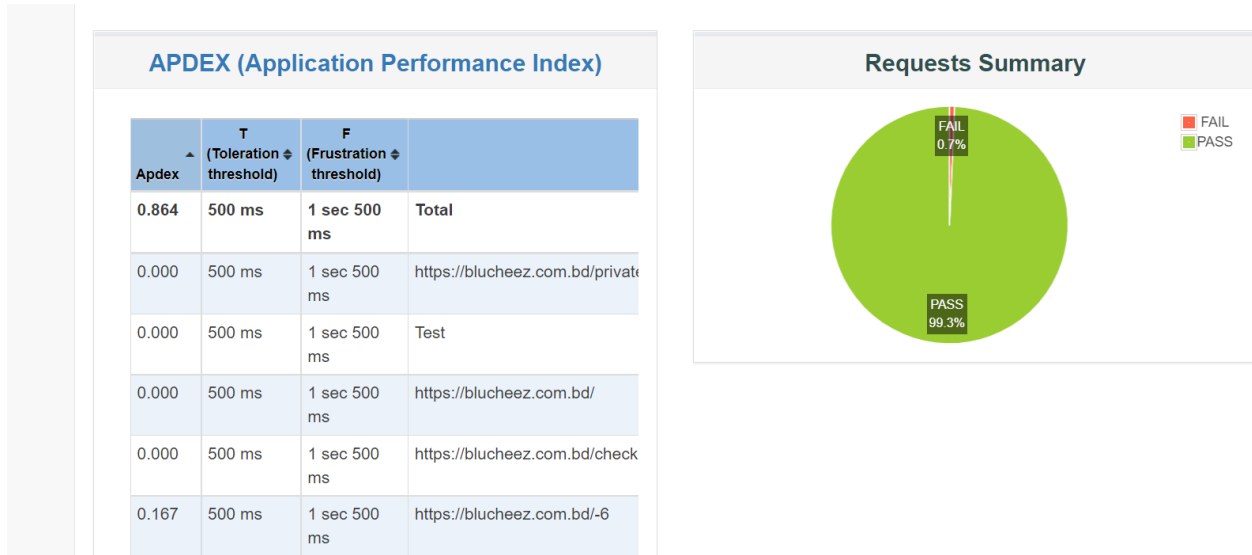 APDEX (Application Performance Index)
Apdex
T
(Toleration
threshold)
F
(Frustration
threshold)
0.864 500 ms 1 sec 500 Total
ms
0.000 500 ms 1 sec 500 https://blucheez.com.bd/private
ms
0.000 500 ms 1 sec 500 Test
ms
0.000 500 ms 1 sec 500 https://blucheez.com.bd/
ms
0.000 500 ms 1 sec 500 https://blucheez.com.bd/check
ms
0.167 500 ms 1 sec 500 https://blucheez.com.bd/-6
ms
Requests Summary
FAIL
0.7%
PASS
99.3%
FAIL
PASS